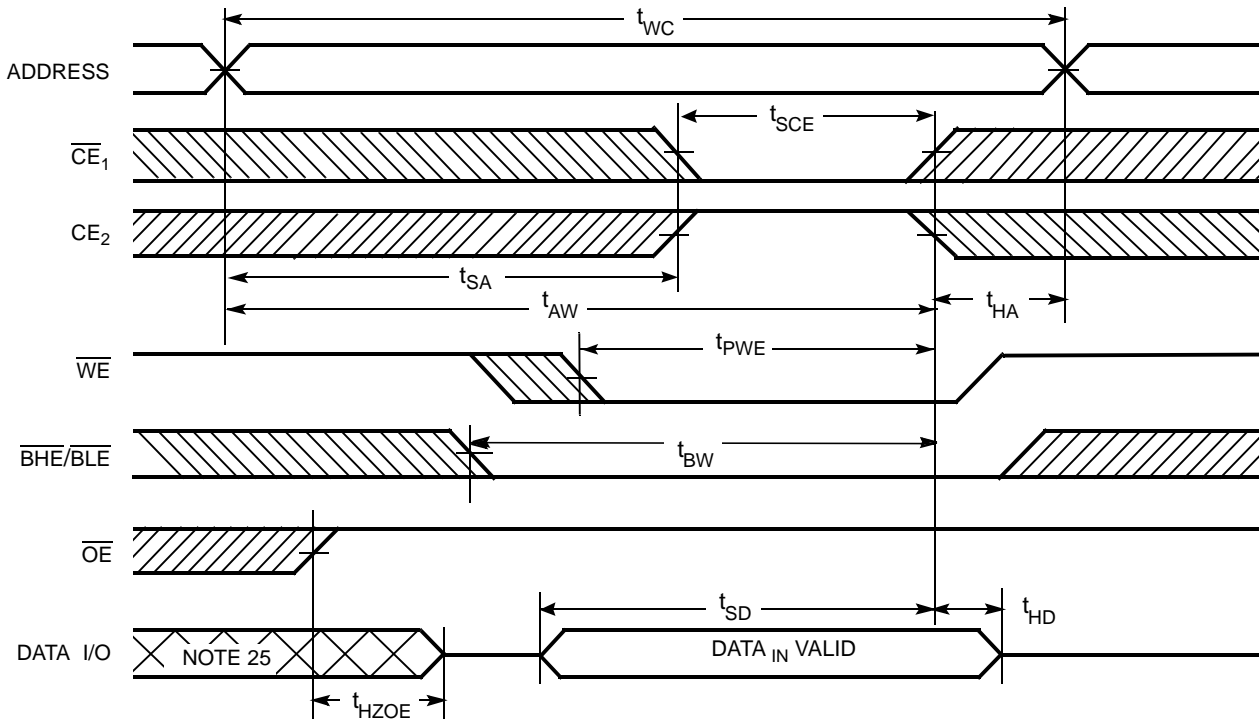 tWC
ADDRESS
tSCE
CE1
CE2
tSA
tAW
tHA
tPWE
WE
BHE/BLE
tBW
OE
tSD
tHD
DATA I/O
NOTE 25
DATA IN VALID
tHZOE